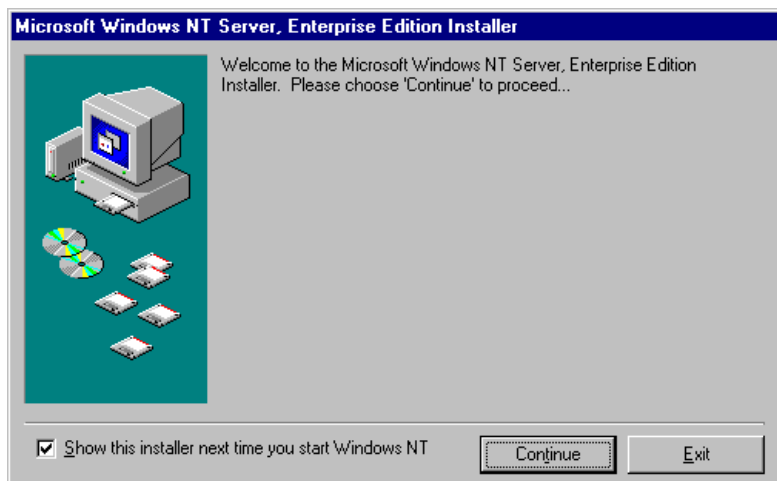 Microsoft Windows NT Server, Enterprise Edition Installer
Welcome to the Microsoft Windows NT Server, Enterprise Edition
Installer. Please choose 'Continue' to proceed...
Show this installer next time you start Windows NT
Continue
Exit